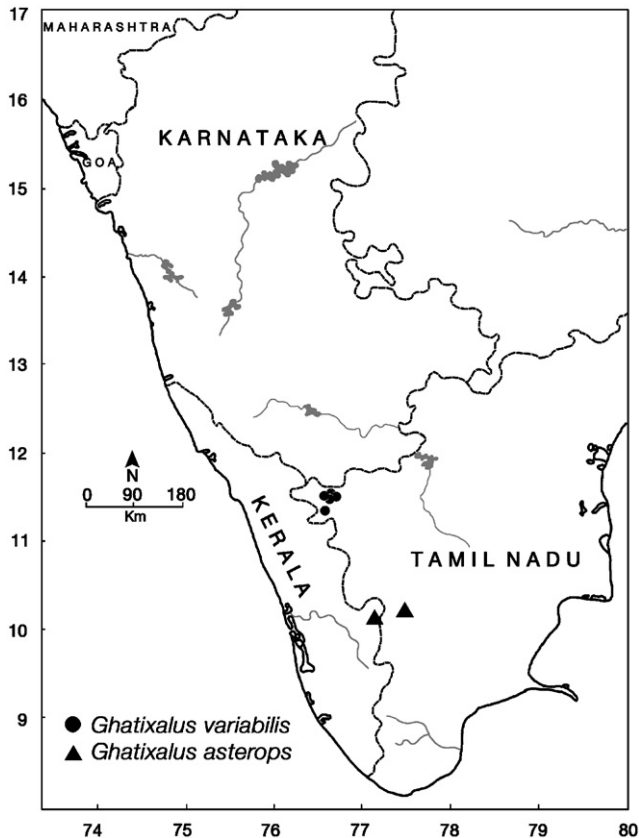 17
MAHARASHTRA
16
KARNATAKA
GOA
15
14
13
12
N
0 90 180
Km
KERALA
11
TAMIL NADU
10
9
Ghatixalus variabilis
Ghatixalus asterops
74 75 76 77 78 79 80